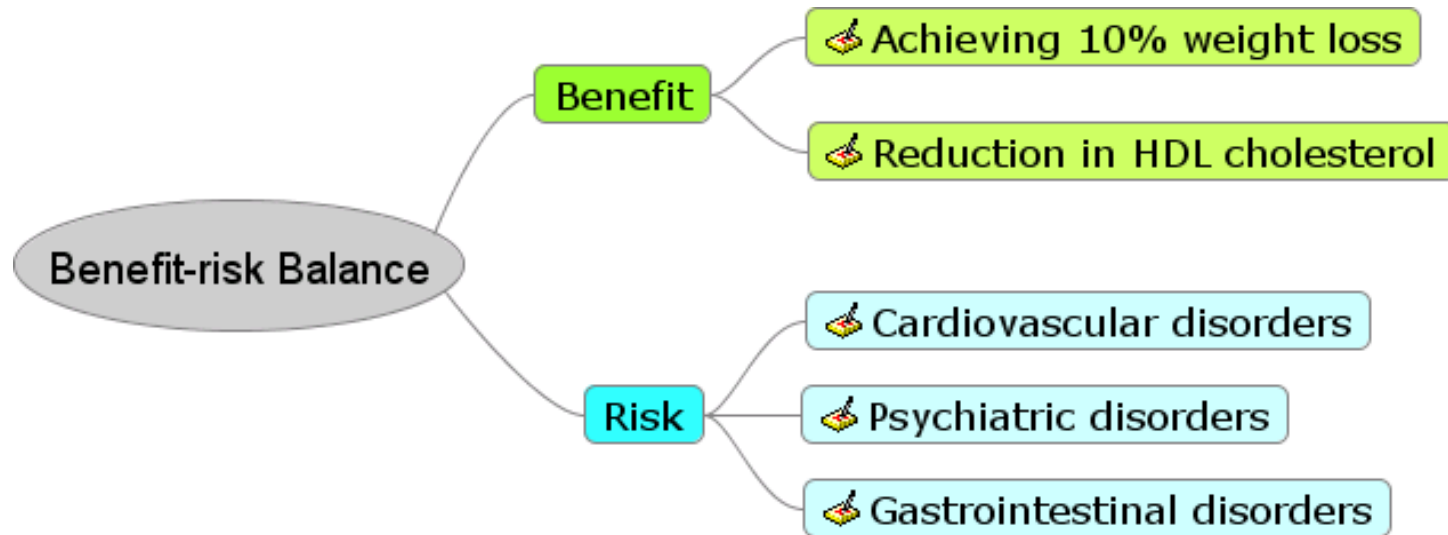 Achieving 10% weight loss
Benefit
Reduction in HDL cholesterol
Benefit-risk Balance
Cardiovascular disorders
Risk
Psychiatric disorders
Gastrointestinal disorders